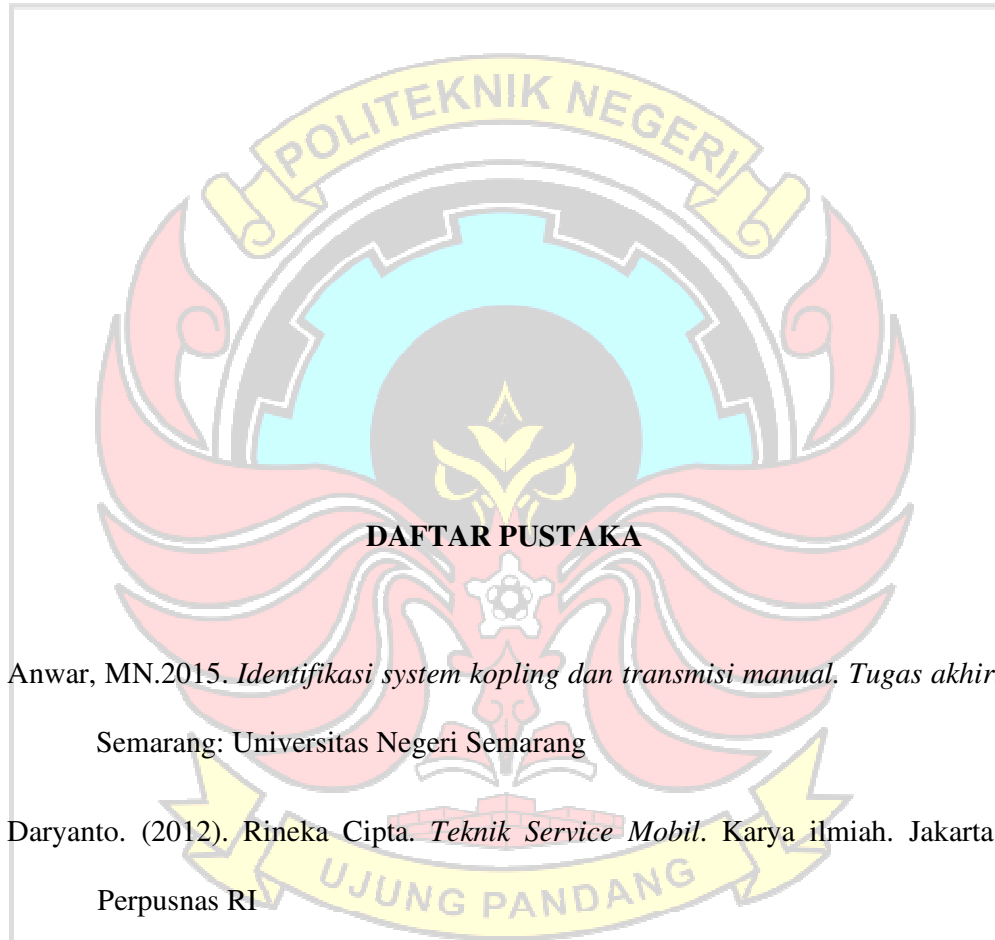 POLITEKNIK NEGERI
DAFTAR PUSTAKA
Anwar, MN.2015. Identifikasi system kopling dan transmisi manual. Tugas akhir
Semarang: Universitas Negeri Semarang
Daryanto. (2012). Rineka Cipta. Teknik Service Mobil. Karya ilmiah. Jakarta
Perpusnas RI
UJUNG PANDANG